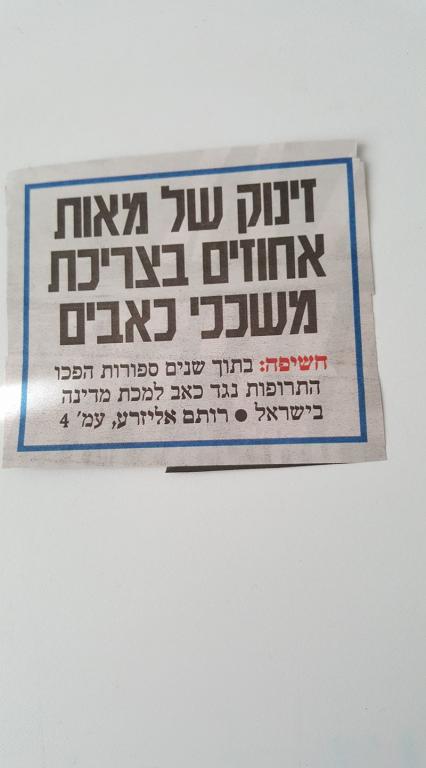 זינוק של מאות
אחוזים בצריכת
משככי כאבים
חשיפה: בתוך שנים ספורות הפכו
התרופות נגד כאב למכת מדינה
בישראל ● רותם אליזרע, עמ' 4